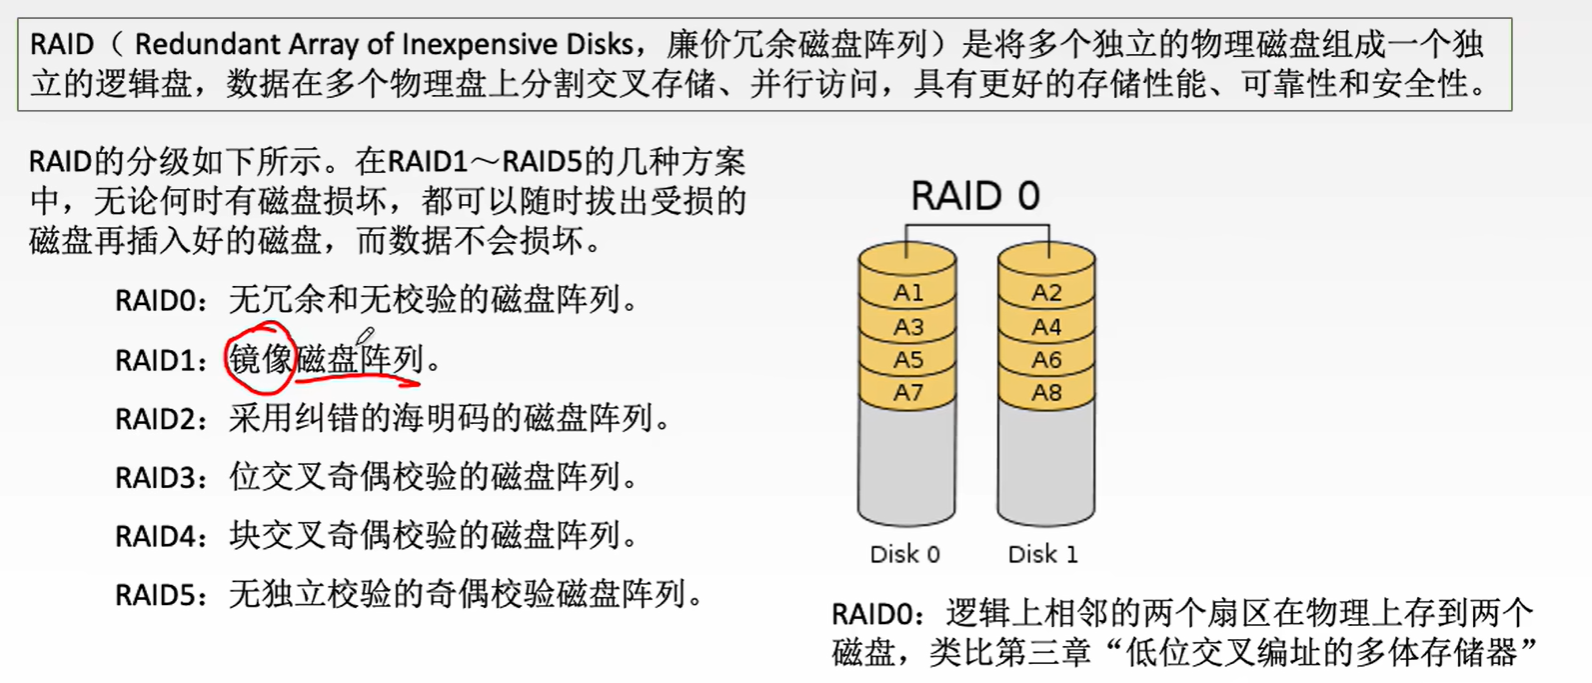 RAID（ Redundant Array of Inexpensive Disks，廉价冗余磁盘阵列）是将多个独立的物理磁盘组成一个独
立的逻辑盘，数据在多个物理盘上分割交叉存储、并行访问，具有更好的存储性能、可靠性和安全性。
RAID的分级如下所示。在RAID1～RAID5的几种方案
中，无论何时有磁盘损坏，都可以随时拔出受损的
磁盘再插入好的磁盘，而数据不会损坏。
RAID0：无冗余和无校验的磁盘阵列。
RAID1：镜像磁盘阵列。
RAID2：采用纠错的海明码的磁盘阵列。
RAID3：位交叉奇偶校验的磁盘阵列。
RAID4：块交叉奇偶校验的磁盘阵列。
RAID5：无独立校验的奇偶校验磁盘阵列。
RAID 0
A1 A2
A3 A4
A5 A6
A7 A8
Disk 0 Disk 1
RAID0：逻辑上相邻的两个扇区在物理上存到两个
磁盘，类比第三章“低位交叉编址的多体存储器”